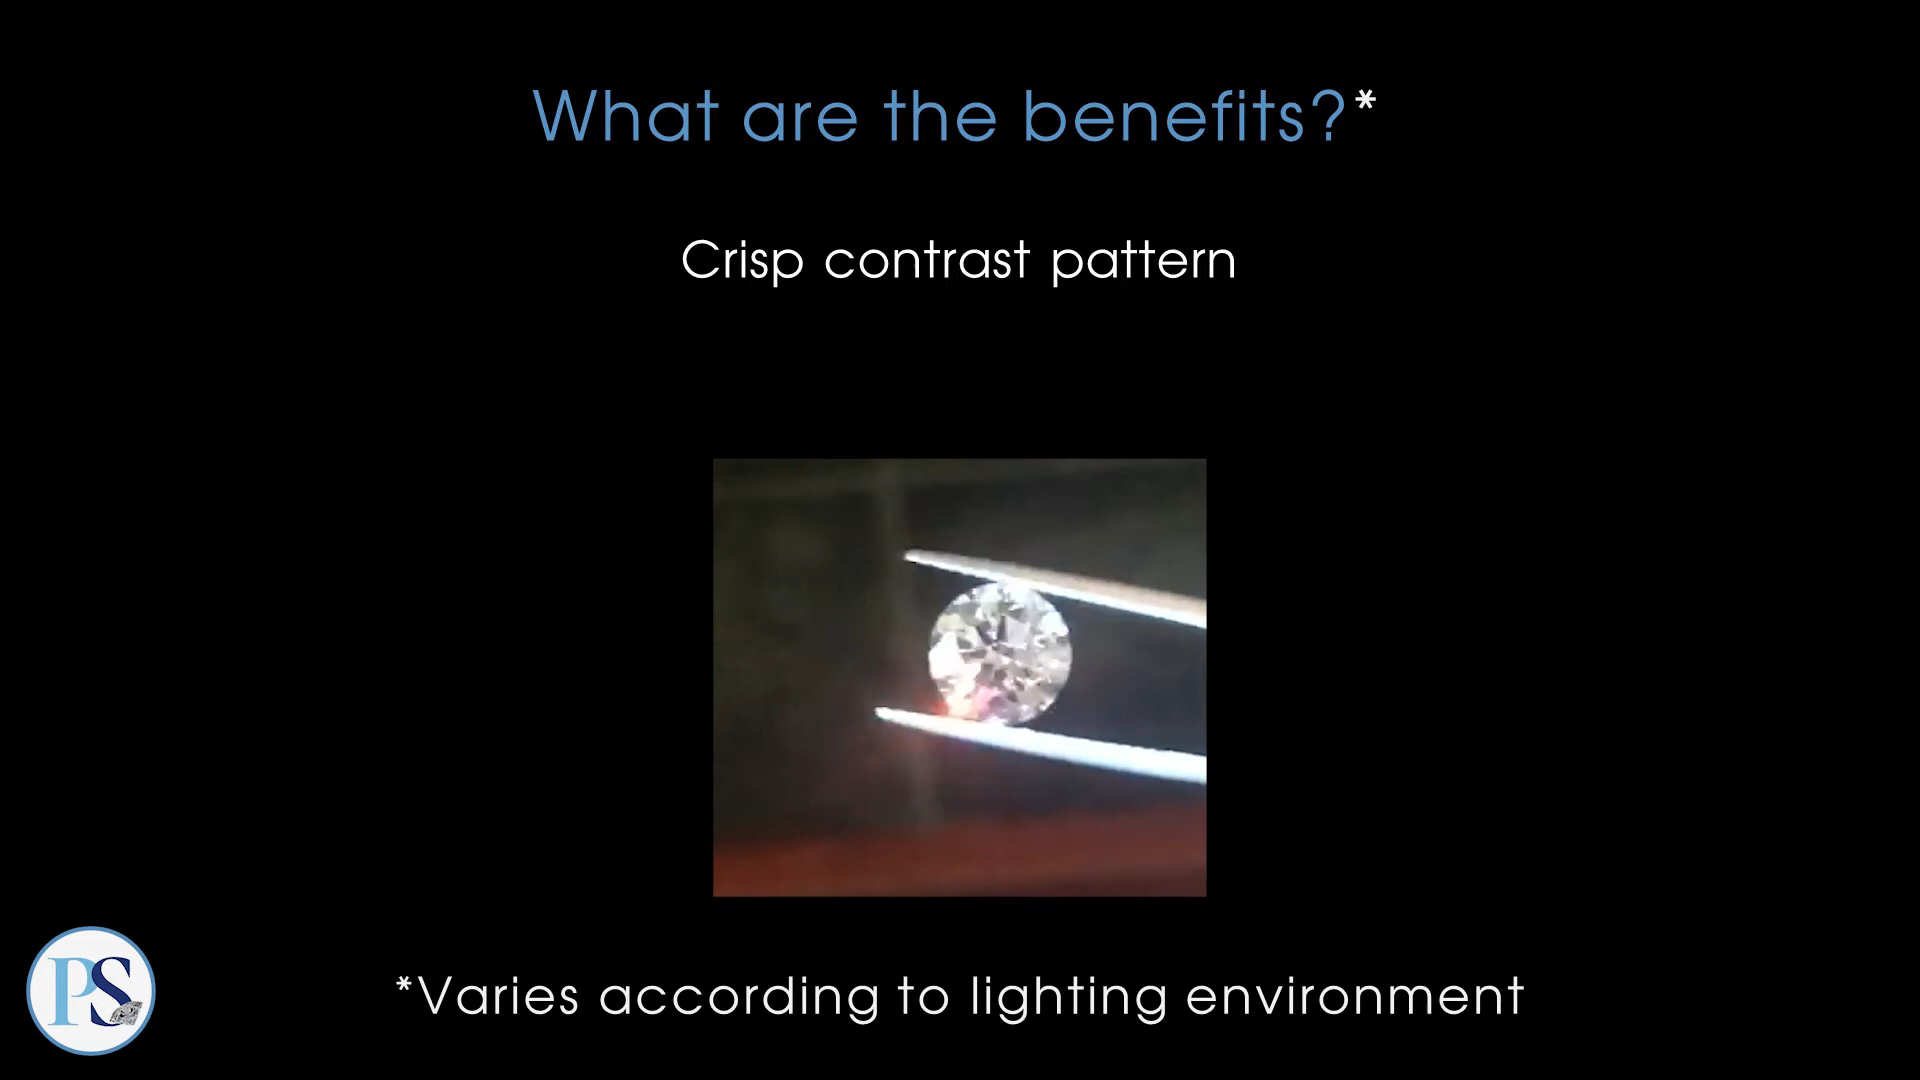 What are the benefits?*
Crisp contrast pattern
PS
*Varies according to lighting environment